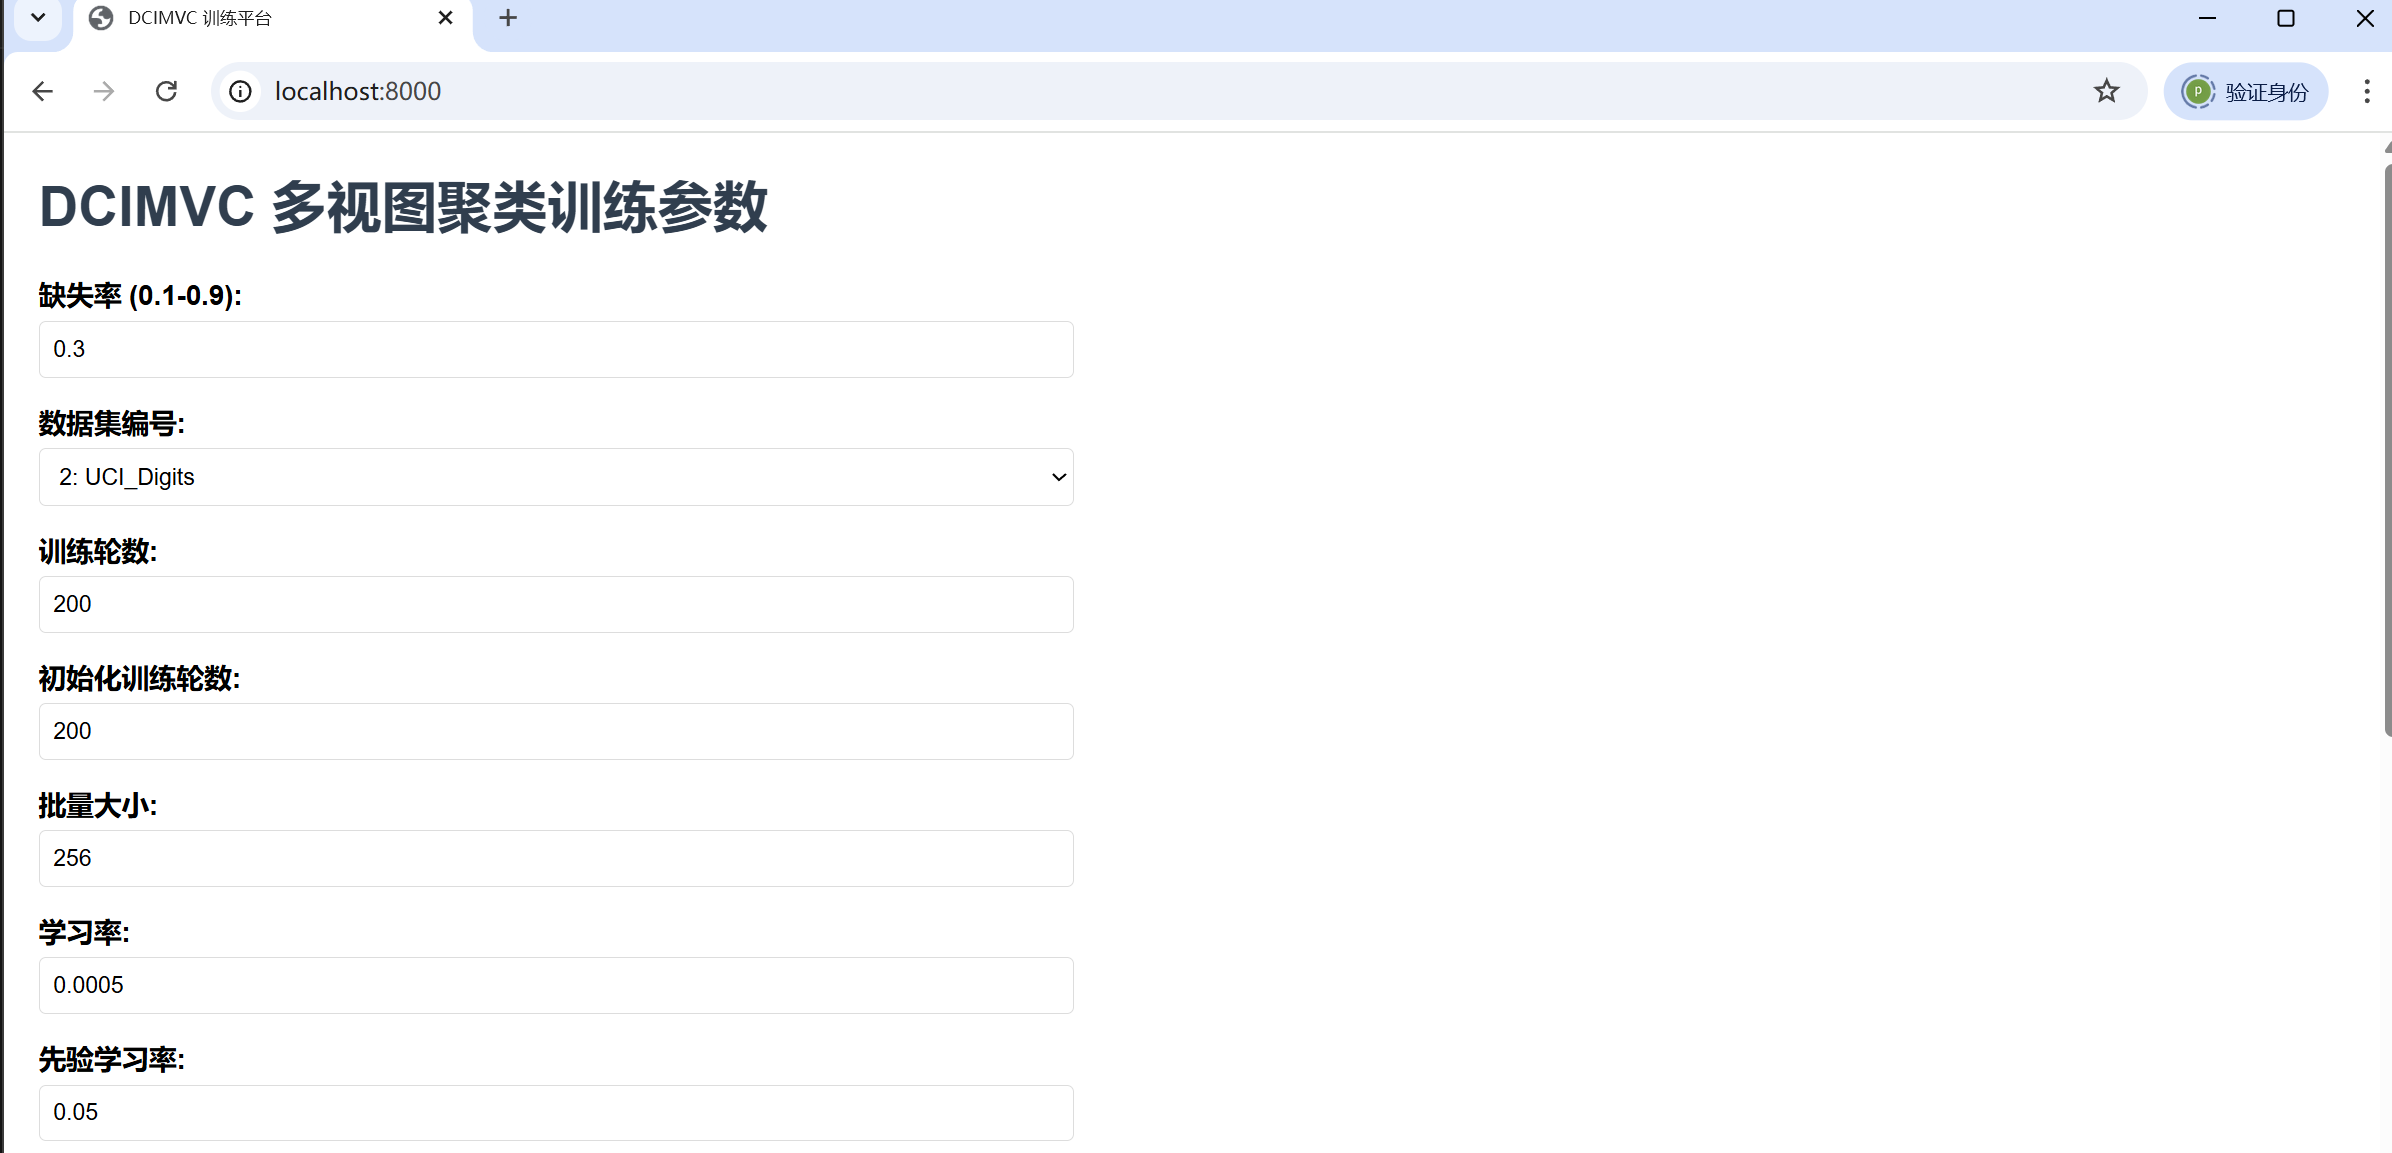 DCIMVC 训练平台
localhost:8000
p 验证身份
DCIMVC 多视图聚类训练参数
缺失率 (0.1-0.9):
0.3
数据集编号:
2: UCI_Digits
训练轮数:
200
初始化训练轮数:
200
批量大小:
256
学习率:
0.0005
先验学习率:
0.05